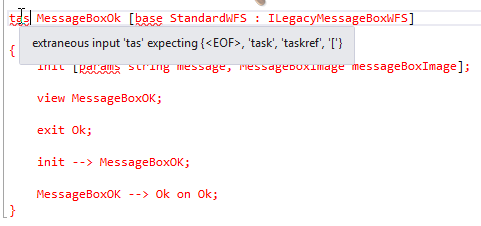 tas MessageBoxOk [base StandardWFS : ILegacyMessageBoxWFS]
extraneous input 'tas' expecting {<EOF>, 'task', 'taskref', '['}
{
init [params string message, MessageBoxImage messageBoxImage];
view MessageBoxOK;
exit Ok;
init --> MessageBoxOK;
MessageBoxOK --> Ok on Ok;
}